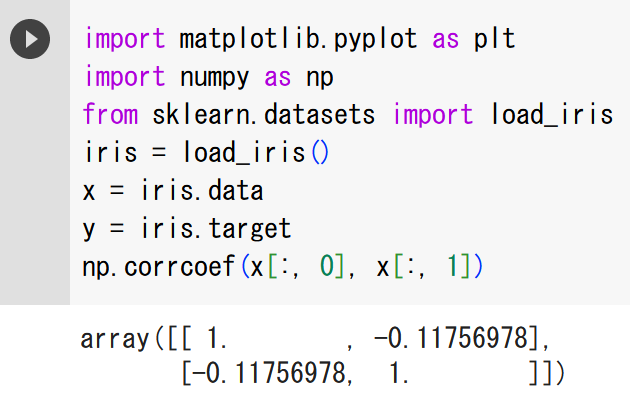 import matplotlib.pyplot as plt
import numpy as np
from sklearn.datasets import load_iris
iris = load_iris()
x = iris.data
y = iris.target
np.corrcoef(x[:, 0], x[:, 1])
array([[ 1.        , -0.11756978],
       [-0.11756978,  1.        ]])